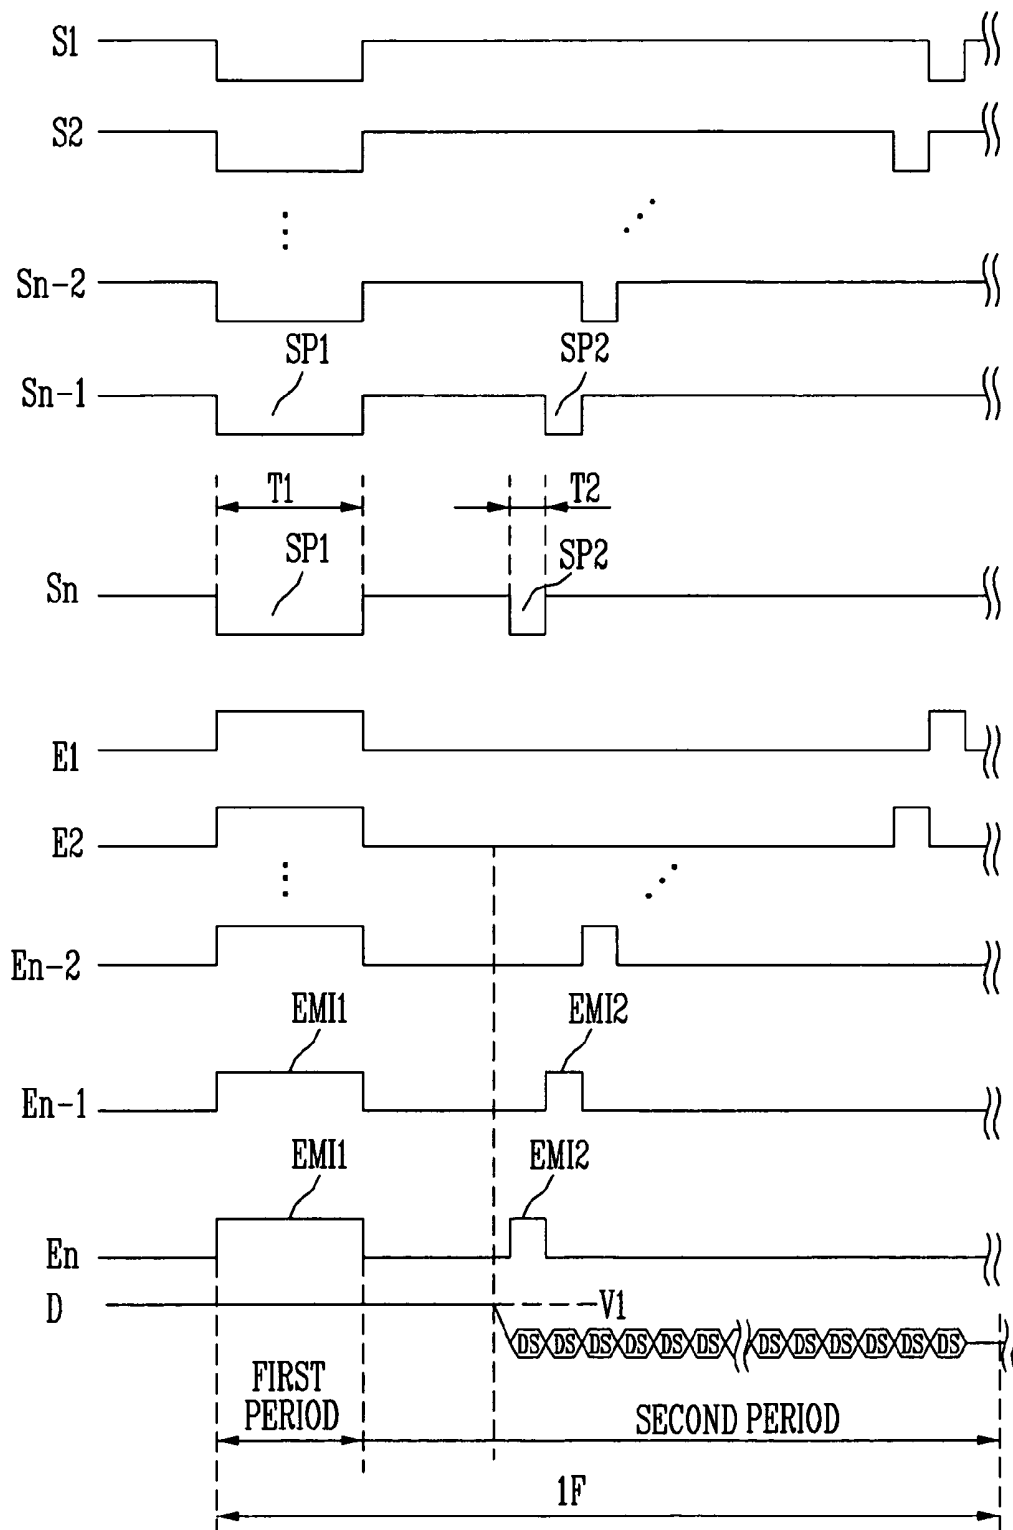 S1
S2
Sn-2
SP1 SP2
Sn-1
T1 T2
SP1 SP2
Sn
E1
E2
En-2
EMI1 EMI2
En-1
EMI1 EMI2
En
D V1
DS DS DS DS DS DS DS DS DS DS DS DS
FIRST
PERIOD SECOND PERIOD
1F